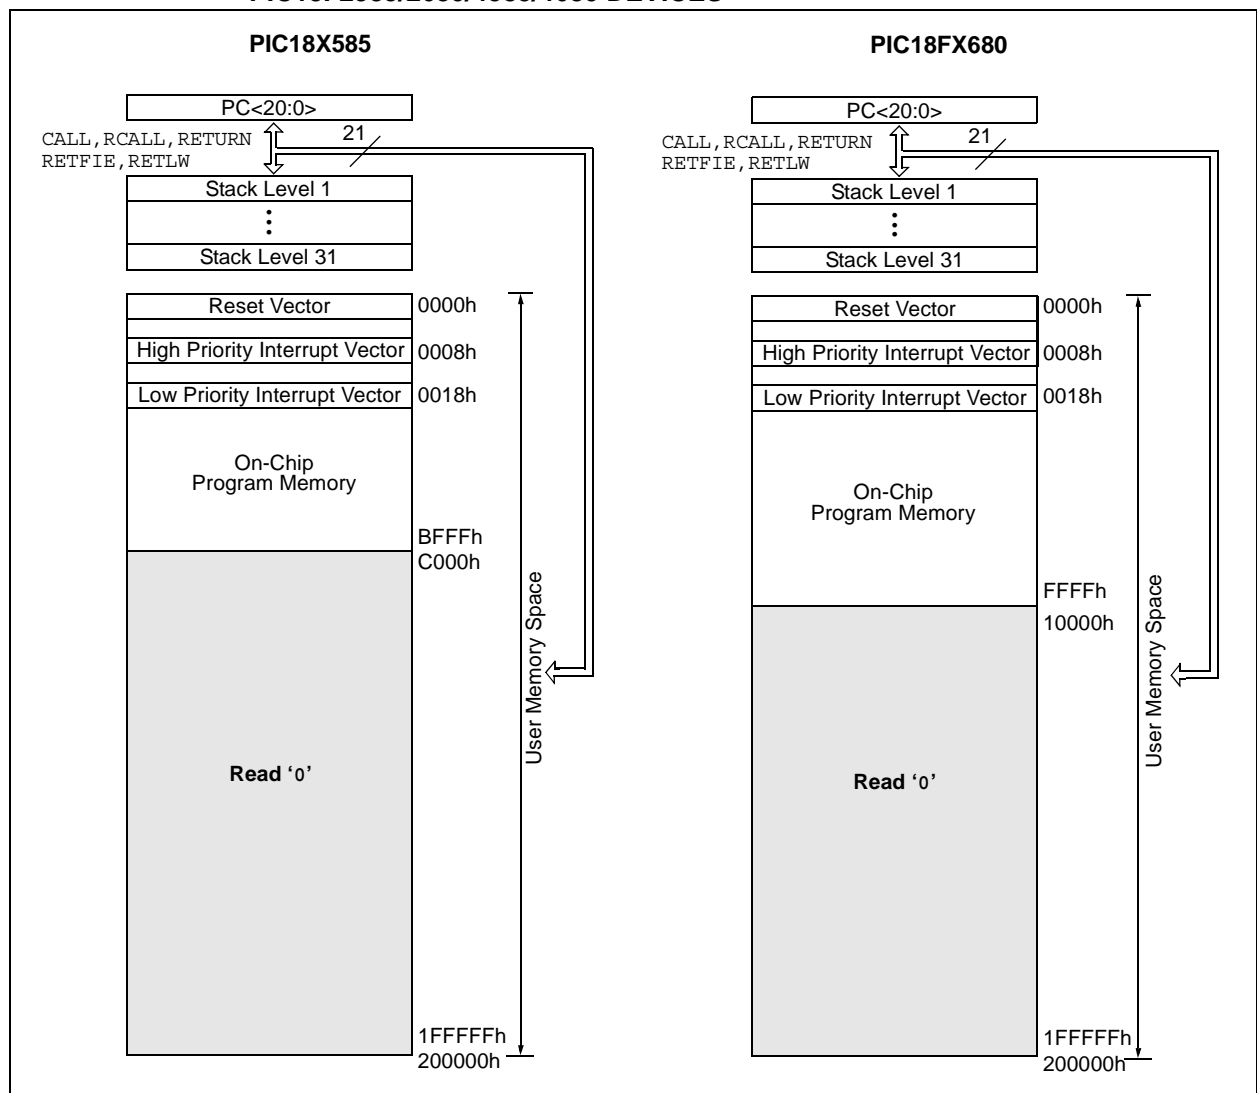 PIC18X585
PC<20:0>
CALL,RCALL,RETURN
RETFIE,RETLW
21
Stack Level 1
Stack Level 31
Reset Vector
0000h
High Priority Interrupt Vector
0008h
Low Priority Interrupt Vector
0018h
On-Chip
Program Memory
BFFFh
C000h
User Memory Space
Read ‘0’
1FFFFFh
200000h
PIC18FX680
PC<20:0>
CALL,RCALL,RETURN
RETFIE,RETLW
21
Stack Level 1
Stack Level 31
Reset Vector
0000h
High Priority Interrupt Vector
0008h
Low Priority Interrupt Vector
0018h
On-Chip
Program Memory
FFFFh
10000h
User Memory Space
Read ‘0’
1FFFFFh
200000h